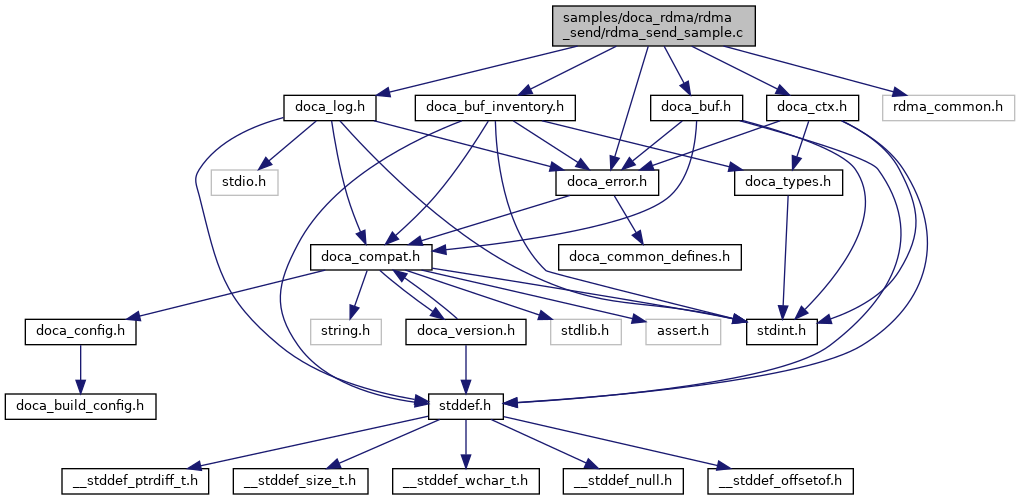 samples/doca_rdma/rdma
_send/rdma_send_sample.c
doca_log.h
doca_buf_inventory.h
doca_buf.h
doca_ctx.h
rdma_common.h
stdio.h
doca_error.h
doca_types.h
doca_compat.h
doca_common_defines.h
doca_config.h
string.h
doca_version.h
stdlib.h
assert.h
stdint.h
doca_build_config.h
stddef.h
__stddef_ptrdiff_t.h
__stddef_size_t.h
__stddef_wchar_t.h
__stddef_null.h
__stddef_offsetof.h